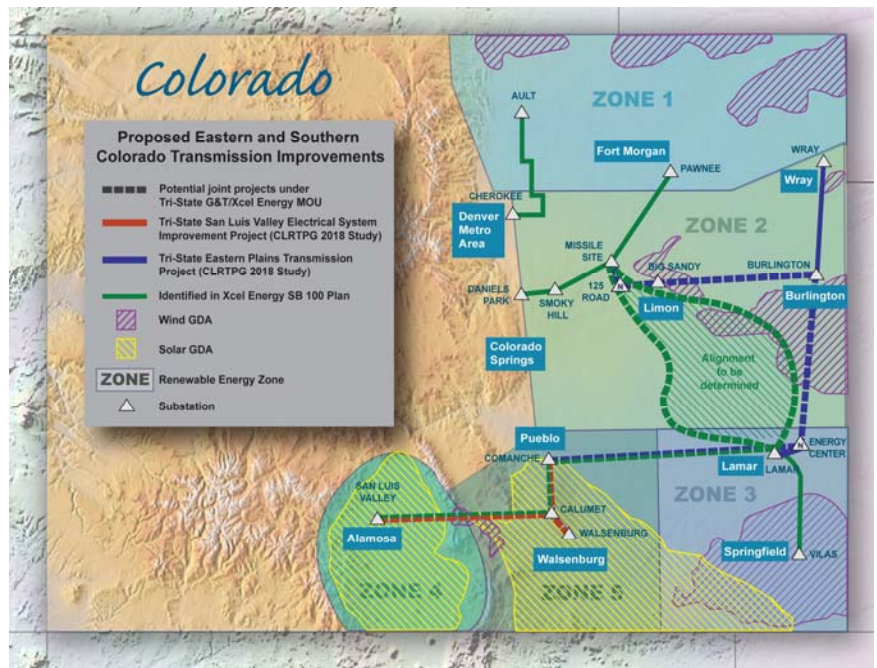 Colorado
Proposed Eastern and Southern
Colorado Transmission Improvements
Potential joint projects under
Tri-State G&T/Xcel Energy MOU
Tri-State San Luis Valley Electrical System
Improvement Project (CLRTPG 2018 Study)
Tri-State Eastern Plains Transmission
Project (CLRTPG 2018 Study)
Identified in Xcel Energy SB 100 Plan
Wind GDA
Solar GDA
ZONE
Renewable Energy Zone
Substation
AULT
ZONE 1
Fort Morgan
PAWNEE
WRAY
Wray
CHEROKEE
Denver
Metro
Area
ZONE 2
MISSILE
SITE
BIG SANDY
BURLINGTON
DANIELS
PARK
SMOKY
HILL
125
ROAD
N
Limon
Burlington
Colorado
Springs
Alignment
to be
determined
Pueblo
COMANCHE
N
ENERGY
CENTER
Lamar
LAMAR
SAN LUIS
VALLEY
ZONE 3
CALUMET
Alamosa
WALSENBURG
Walsenburg
Springfield
VILAS
ZONE 4
ZONE 5